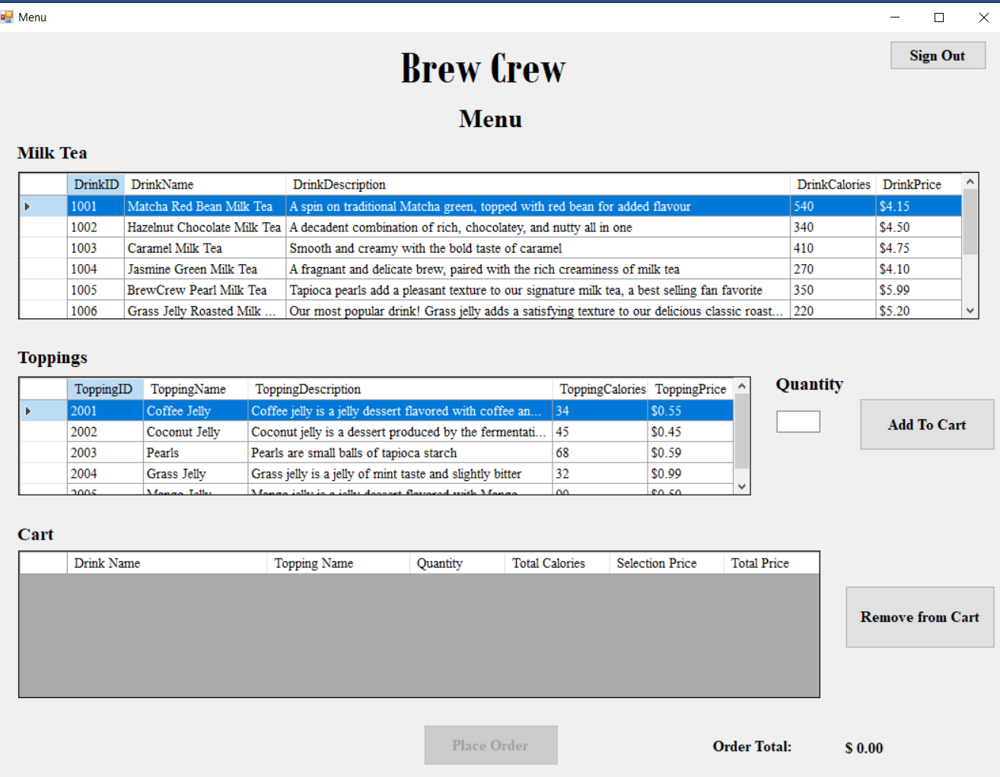 Menu
Sign Out
Brew Crew
Menu
Milk Tea
DrinkID DrinkName DrinkDescription DrinkCalories DrinkPrice
1001 Matcha Red Bean Milk Tea A spin on traditional Matcha green, topped with red bean for added flavour 540 $4.15
1002 Hazelnut Chocolate Milk Tea A decadent combination of rich, chocolatey, and nutty all in one 340 $4.50
1003 Caramel Milk Tea Smooth and creamy with the bold taste of caramel 410 $4.75
1004 Jasmine Green Milk Tea A fragnant and delicate brew, paired with the rich creaminess of milk tea 270 $4.10
1005 BrewCrew Pearl Milk Tea Tapioca pearls add a pleasant texture to our signature milk tea, a best selling fan favorite 350 $5.99
1006 Grass Jelly Roasted Milk ... Our most popular drink! Grass jelly adds a satisfying texture to our delicious classic roast... 220 $5.20
Toppings
ToppingID ToppingName ToppingDescription ToppingCalories ToppingPrice
2001 Coffee Jelly Coffee jelly is a jelly dessert flavored with coffee an... 34 $0.55
2002 Coconut Jelly Coconut jelly is a dessert produced by the fermentati... 45 $0.45
2003 Pearls Pearls are small balls of tapioca starch 68 $0.59
2004 Grass Jelly Grass jelly is a jelly of mint taste and slightly bitter 32 $0.99
2005 Mango Jelly Mango jelly is a jelly dessert flavored with Mango
Quantity
Add To Cart
Cart
Drink Name Topping Name Quantity Total Calories Selection Price Total Price
Remove from Cart
Place Order
Order Total: $ 0.00